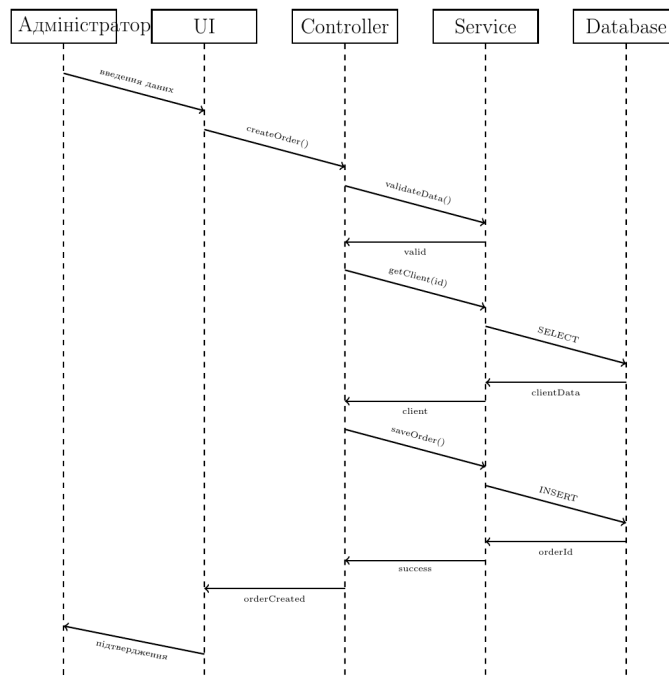 Адміністратор UI Controller Service Database
введення даних
createOrder()
validateData()
valid
getClient(id)
SELECT
clientData
client
saveOrder()
INSERT
orderId
success
orderCreated
підтвердження